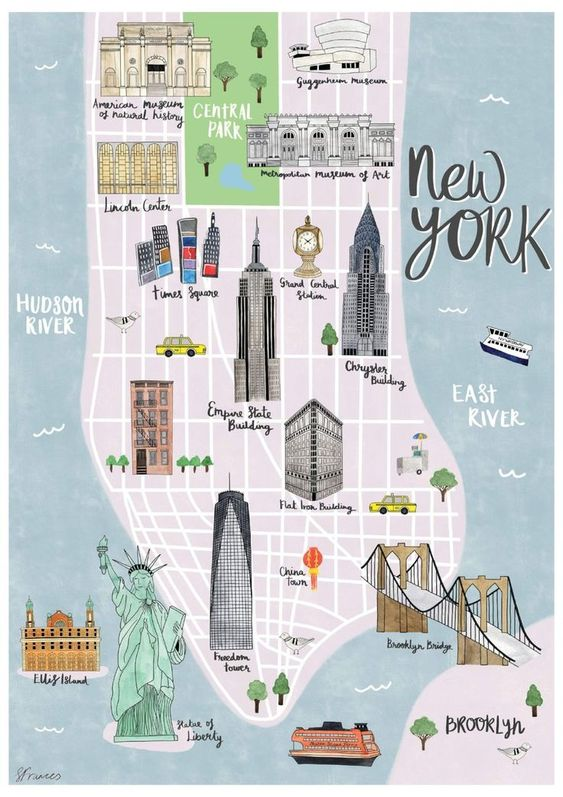 American Museum
of natural history
CENTRAL
PARK
Guggenheim Museum
Metropolitan Museum of Art
Lincoln Center
New
YORK
Times Square
Grand Central
Station
HUDSON
RIVER
Chrysler
Building
Empire State
Building
EAST
RIVER
Flat Iron Building
China
Town
Freedom
Tower
Brooklyn Bridge
Ellis Island
Statue of
Liberty
BROOKLYN